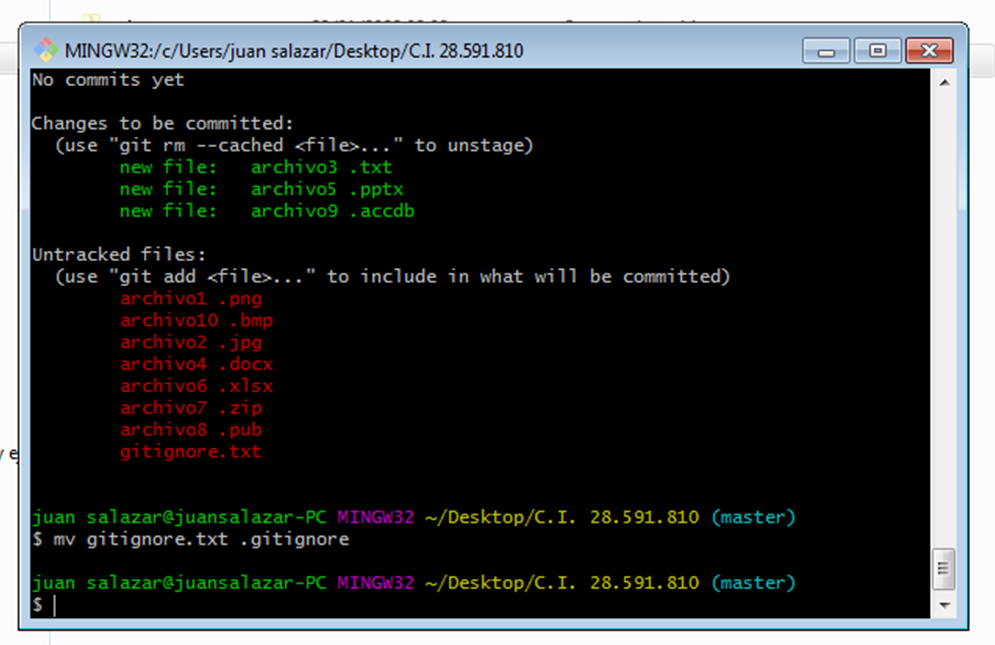 MINGW32:/c/Users/juan salazar/Desktop/C.I. 28.591.810
No commits yet
Changes to be committed:
(use "git rm --cached <file>..." to unstage)
new file: archivo3 .txt
new file: archivo5 .pptx
new file: archivo9 .accdb
Untracked files:
(use "git add <file>..." to include in what will be committed)
archivo1 .png
archivo10 .bmp
archivo2 .jpg
archivo4 .docx
archivo6 .xlsx
archivo7 .zip
archivo8 .pub
gitignore.txt
juan salazar@juansalazar-PC MINGW32 ~/Desktop/C.I. 28.591.810 (master)
$ mv gitignore.txt .gitignore
juan salazar@juansalazar-PC MINGW32 ~/Desktop/C.I. 28.591.810 (master)
$